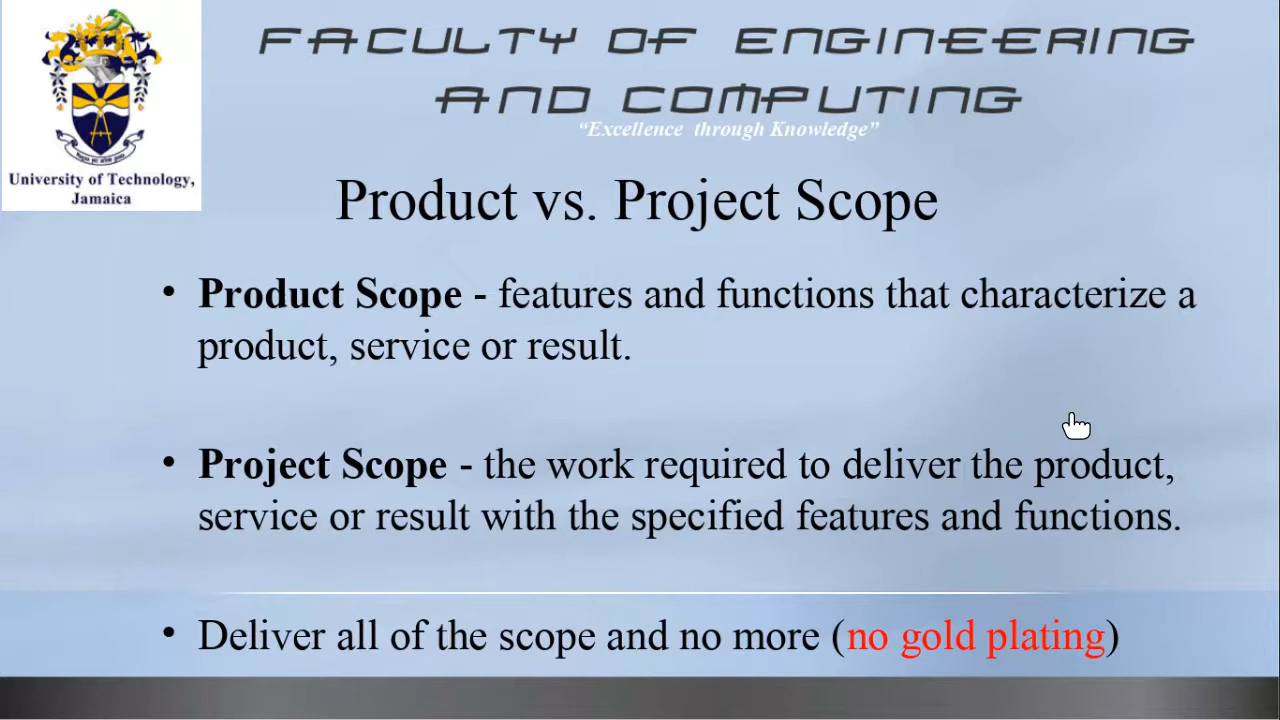 FACULTY OF ENGINEERING
AND COMPUTING
“Excellence through Knowledge”
University of Technology,
Jamaica
Product vs. Project Scope
• Product Scope - features and functions that characterize a
product, service or result.
• Project Scope - the work required to deliver the product,
service or result with the specified features and functions.
• Deliver all of the scope and no more (no gold plating)